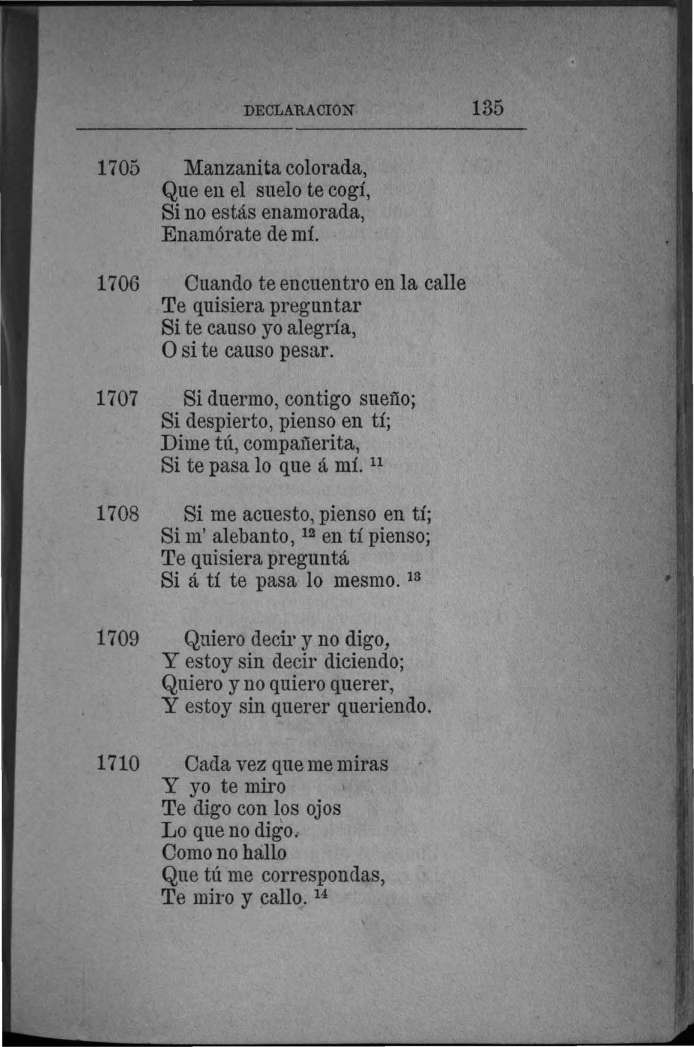 DECLARACION 135
1705 Manzanita colorada,
Que en el suelo te cogí,
Si no estás enamorada,
Enamórate de mí.
1706 Cuando te encuentro en la calle
Te quisiera preguntar
Si te causo yo alegría,
O si te causo pesar.
1707 Si duermo, contigo sueño;
Si despierto, pienso en tí;
Dime tú, compañerita,
Si te pasa lo que á mí. 11
1708 Si me acuesto, pienso en tí;
Si m' alebanto, 12 en tí pienso;
Te quisiera preguntá
Si á tí te pasa lo mesmo. 13
1709 Quiero decir y no digo,
Y estoy sin decir diciendo;
Quiero y no quiero querer,
Y estoy sin querer queriendo.
1710 Cada vez que me miras
Y yo te miro
Te digo con los ojos
Lo que no digo.
Como no hallo
Que tú me correspondas,
Te miro y callo. 14